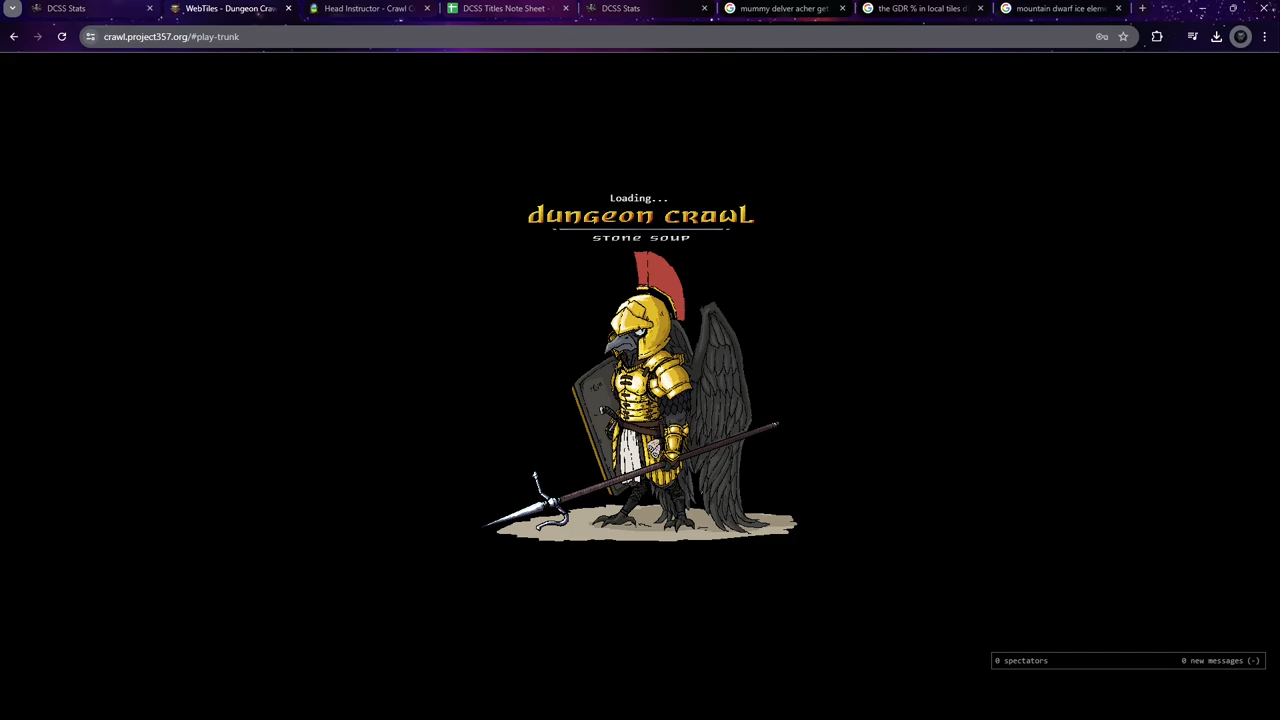 DCSS Stats
WebTiles - Dungeon Craw
Head Instructor - Crawl C
DCSS Titles Note Sheet -
DCSS Stats
mummy delver acher get
the GDR % in local tiles d
mountain dwarf ice elem
crawl.project357.org/#play-trunk
Loading...
dungeon crawl
stone soup
0 spectators
0 new messages (-)